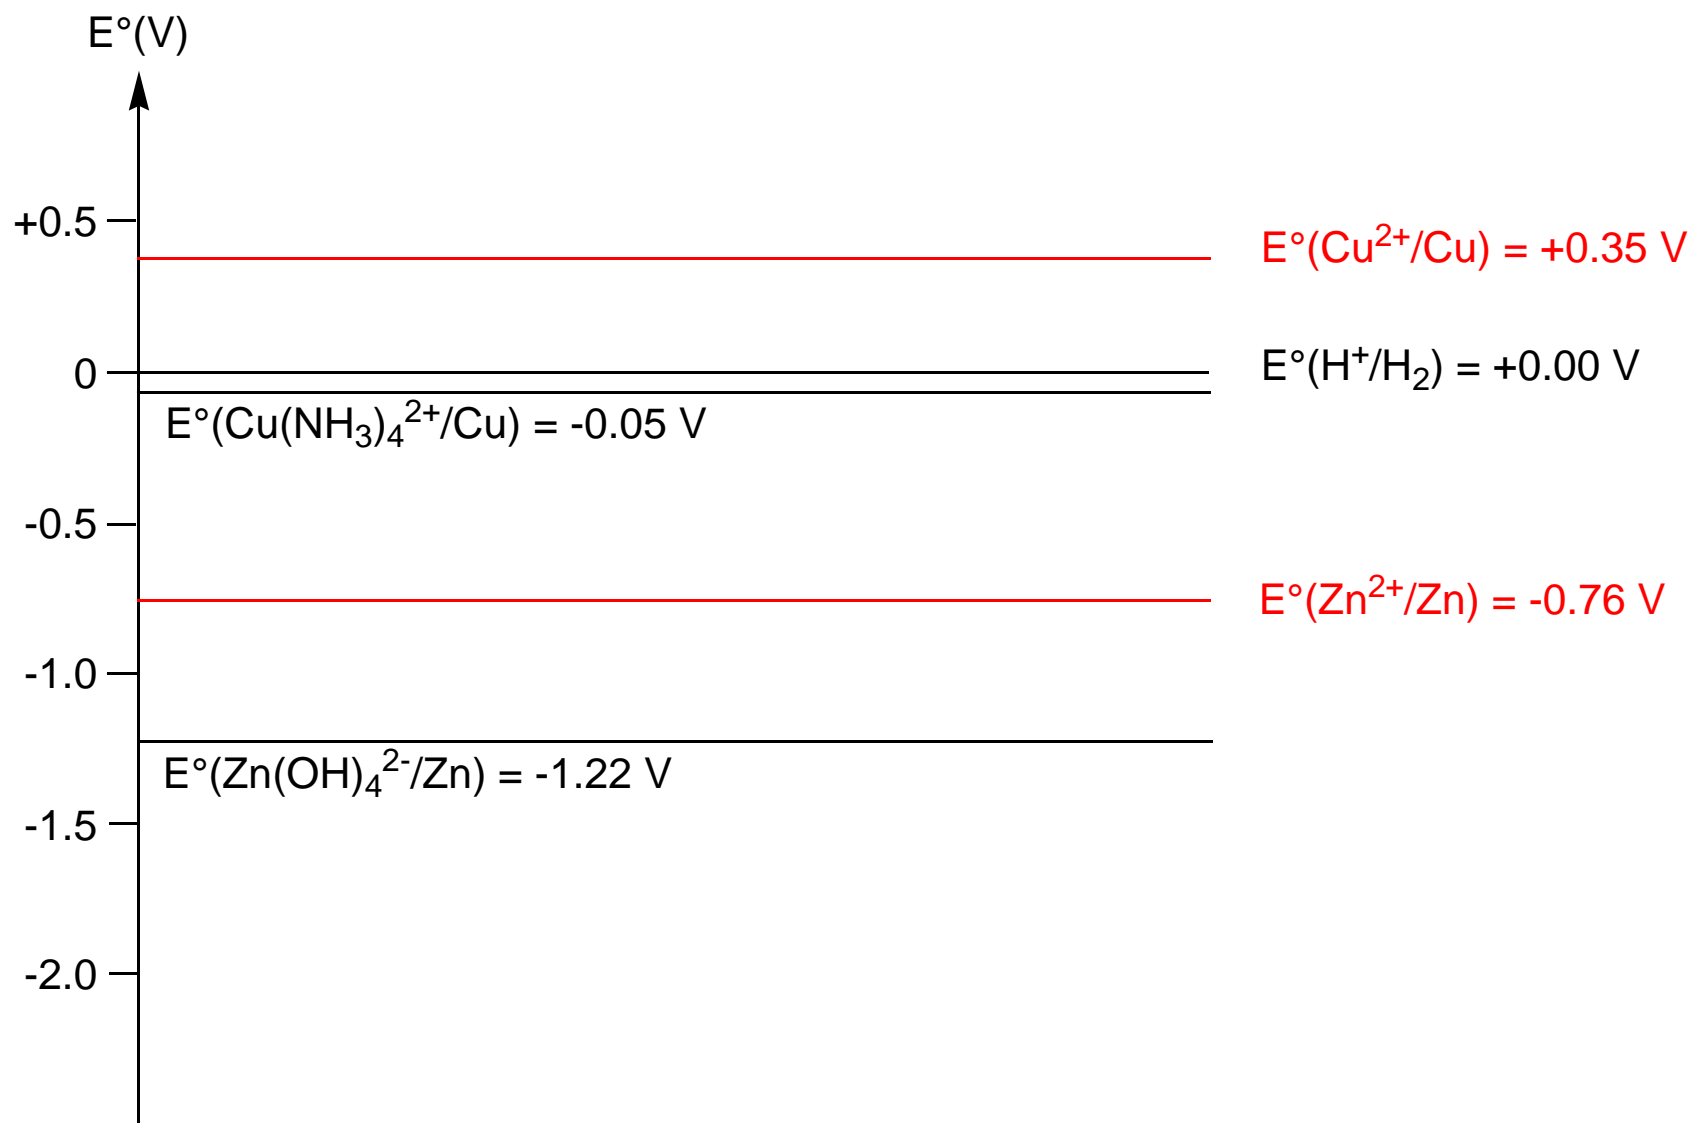 E°(V)
+0.5
E°(Cu²⁺/Cu) = +0.35 V
0
E°(H⁺/H₂) = +0.00 V
E°(Cu(NH₃)₄²⁺/Cu) = -0.05 V
-0.5
E°(Zn²⁺/Zn) = -0.76 V
-1.0
E°(Zn(OH)₄²⁻/Zn) = -1.22 V
-1.5
-2.0